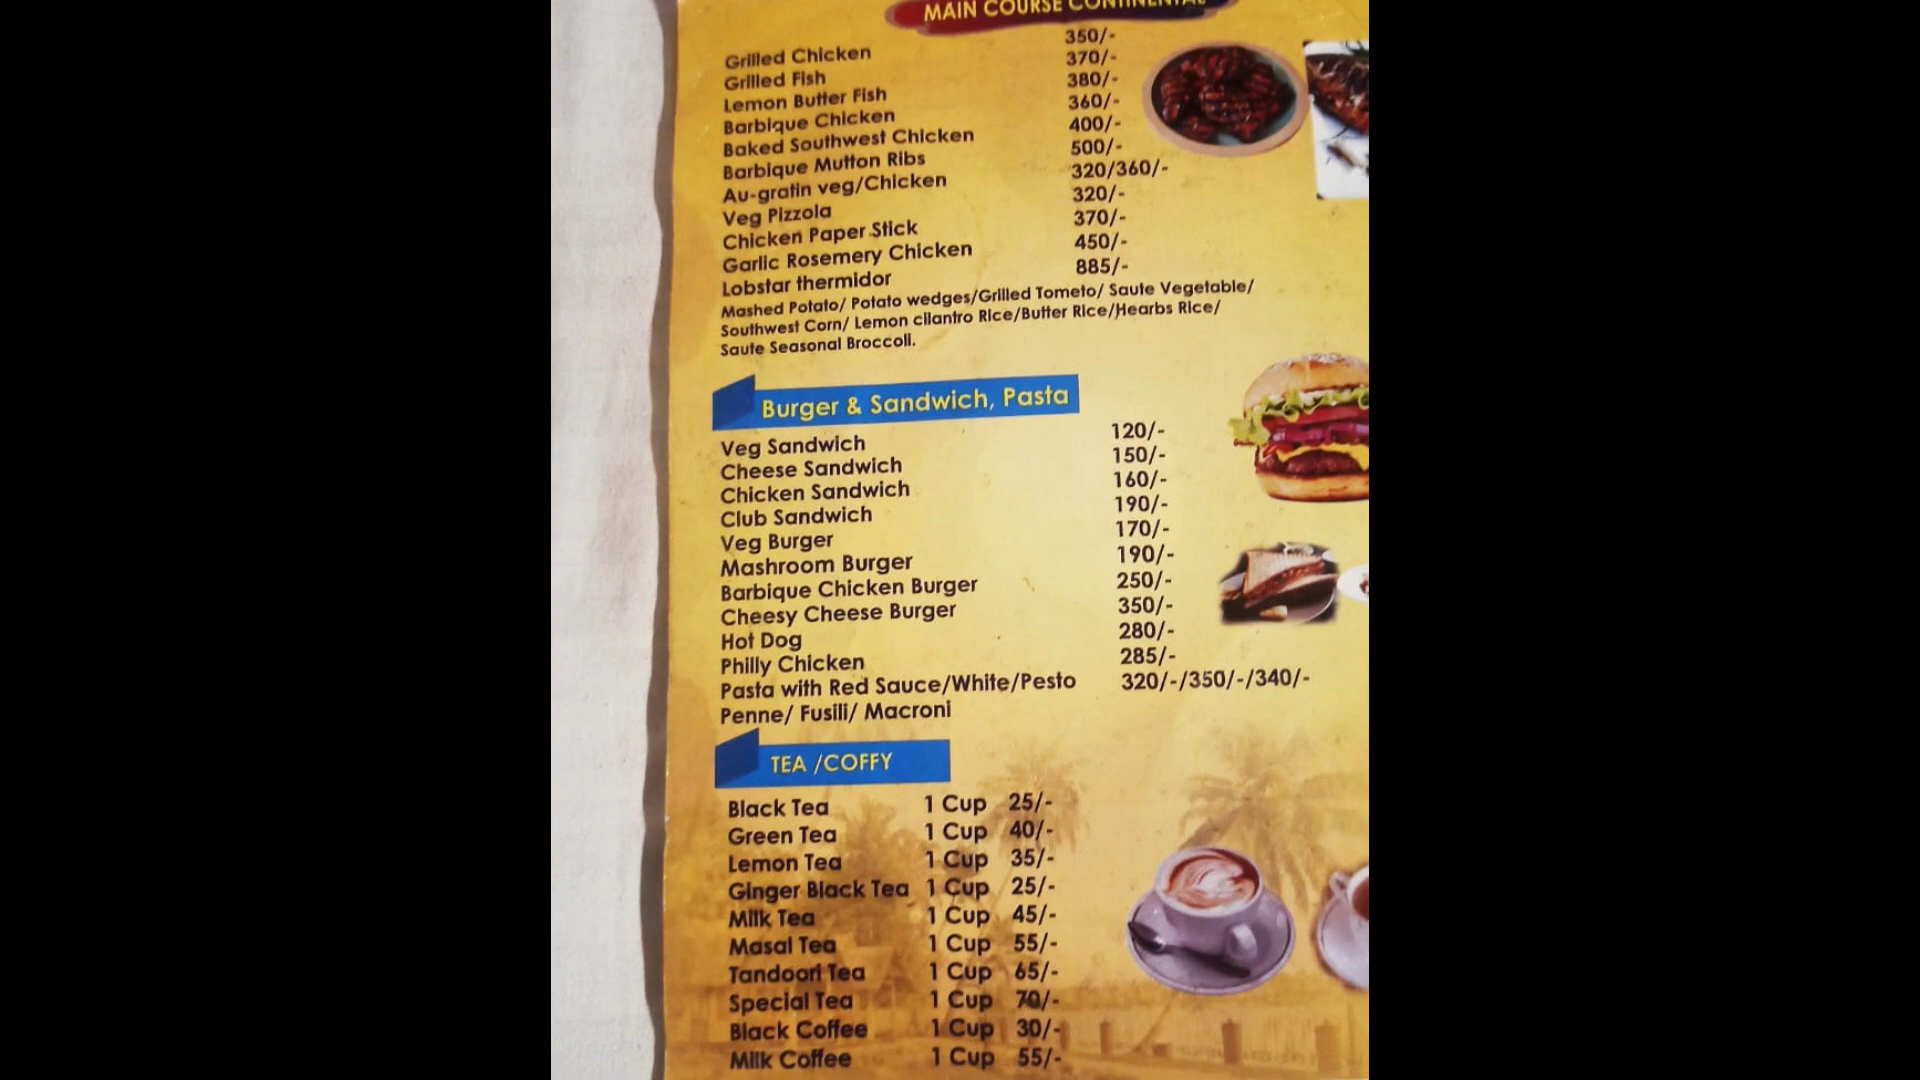 MAIN COURSE CONTINENTAL
Grilled Chicken 350/-
Grilled Fish 370/-
Lemon Butter Fish 380/-
Barbique Chicken 360/-
Baked Southwest Chicken 400/-
Barbique Mutton Ribs 500/-
Au-gratin veg/Chicken 320/360/-
Veg Pizzola 320/-
Chicken Paper Stick 370/-
Garlic Rosemery Chicken 450/-
Lobstar thermidor 885/-
Mashed Potato/ Potato wedges/Grilled Tometo/ Saute Vegetable/
Southwest Corn/ Lemon cilantro Rice/Butter Rice/Hearbs Rice/
Saute Seasonal Broccoli.
Burger & Sandwich, Pasta
Veg Sandwich 120/-
Cheese Sandwich 150/-
Chicken Sandwich 160/-
Club Sandwich 190/-
Veg Burger 170/-
Mashroom Burger 190/-
Barbique Chicken Burger 250/-
Cheesy Cheese Burger 350/-
Hot Dog 280/-
Philly Chicken 285/-
Pasta with Red Sauce/White/Pesto 320/-/350/-/340/-
Penne/ Fusili/ Macroni
TEA /COFFY
Black Tea 1 Cup 25/-
Green Tea 1 Cup 40/-
Lemon Tea 1 Cup 35/-
Ginger Black Tea 1 Cup 25/-
Milk Tea 1 Cup 45/-
Masal Tea 1 Cup 55/-
Tandoori Tea 1 Cup 65/-
Special Tea 1 Cup 70/-
Black Coffee 1 Cup 30/-
Milk Coffee 1 Cup 55/-